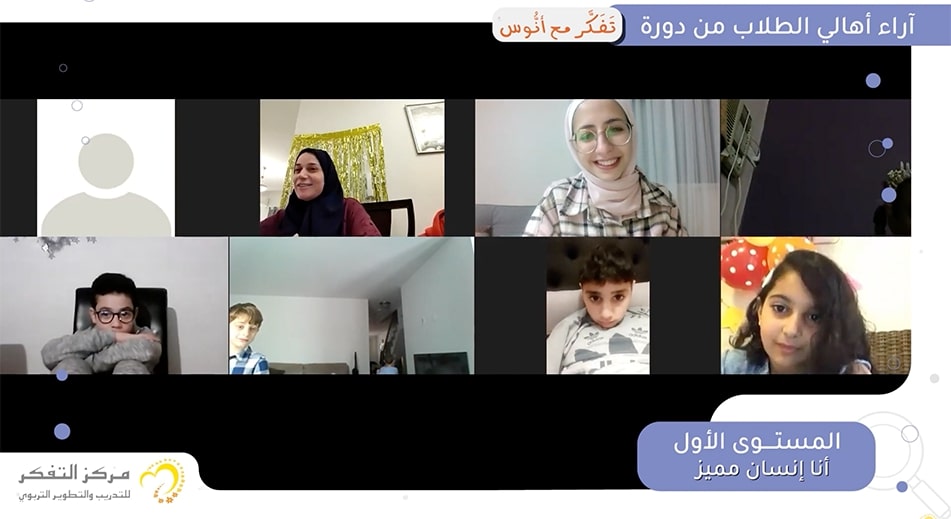 آراء أهالي الطلاب من دورة تَفَكَّر مع أنُّوس
المستوى الأول
أنا إنسان مميز
مركز التفكر
للتدريب والتطوير التربوي